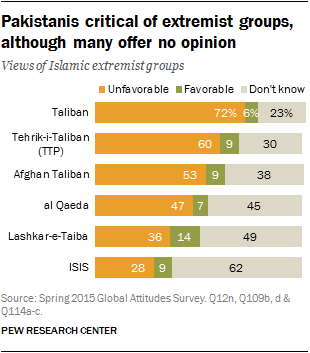 Pakistanis critical of extremist groups,
although many offer no opinion
Views of Islamic extremist groups
Unfavorable Favorable Don't know
Taliban 72% 6% 23%
Tehrik-i-Taliban
(TTP) 60 9 30
Afghan Taliban 53 9 38
al Qaeda 47 7 45
Lashkar-e-Taiba 36 14 49
ISIS 28 9 62
Source: Spring 2015 Global Attitudes Survey. Q12n, Q109b, d &
Q114a-c.
PEW RESEARCH CENTER